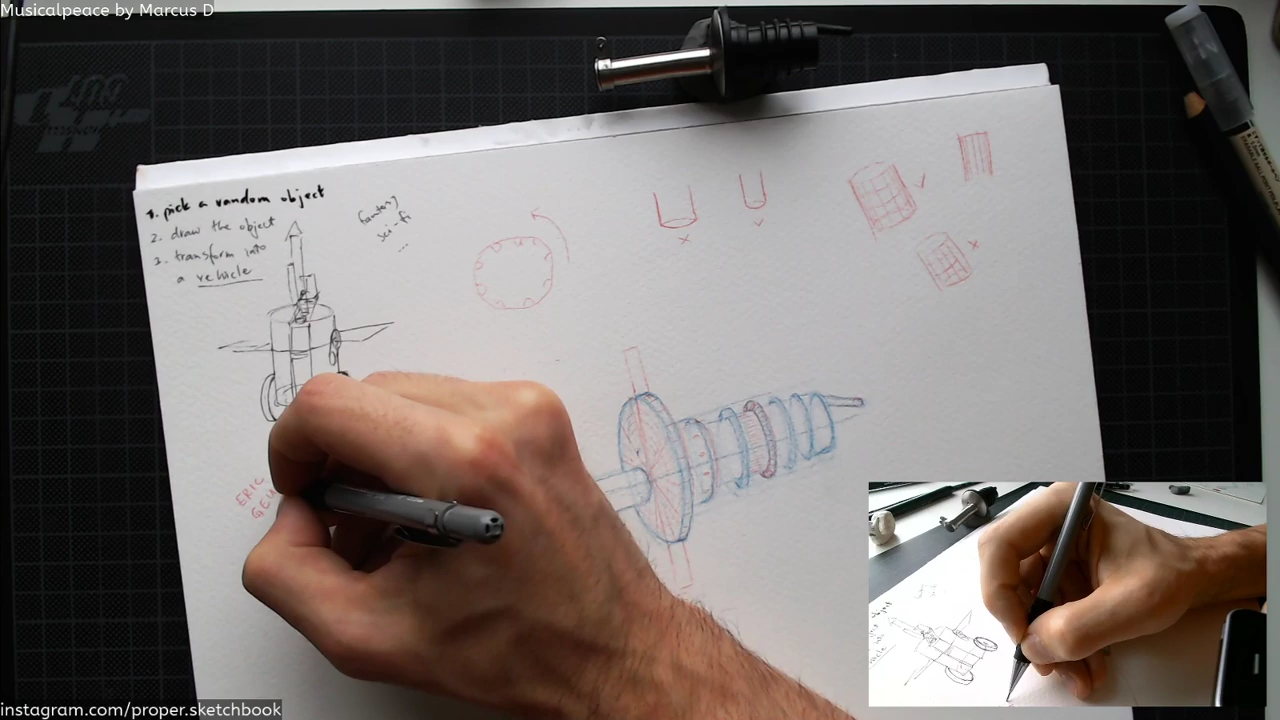 Musicalpeace by Marcus D
1. pick a random object
2. draw the object
3. transform into
a vehicle
fantasy
sci-fi
...
ERIC
instagram.com/proper.sketchbook